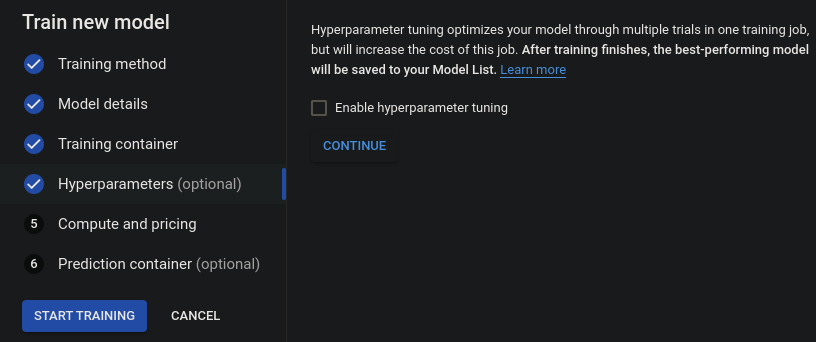 Train new model
Training method
Model details
Training container
Hyperparameters (optional)
5 Compute and pricing
6 Prediction container (optional)
START TRAINING CANCEL
Hyperparameter tuning optimizes your model through multiple trials in one training job,
but will increase the cost of this job. After training finishes, the best-performing model
will be saved to your Model List. Learn more
Enable hyperparameter tuning
CONTINUE